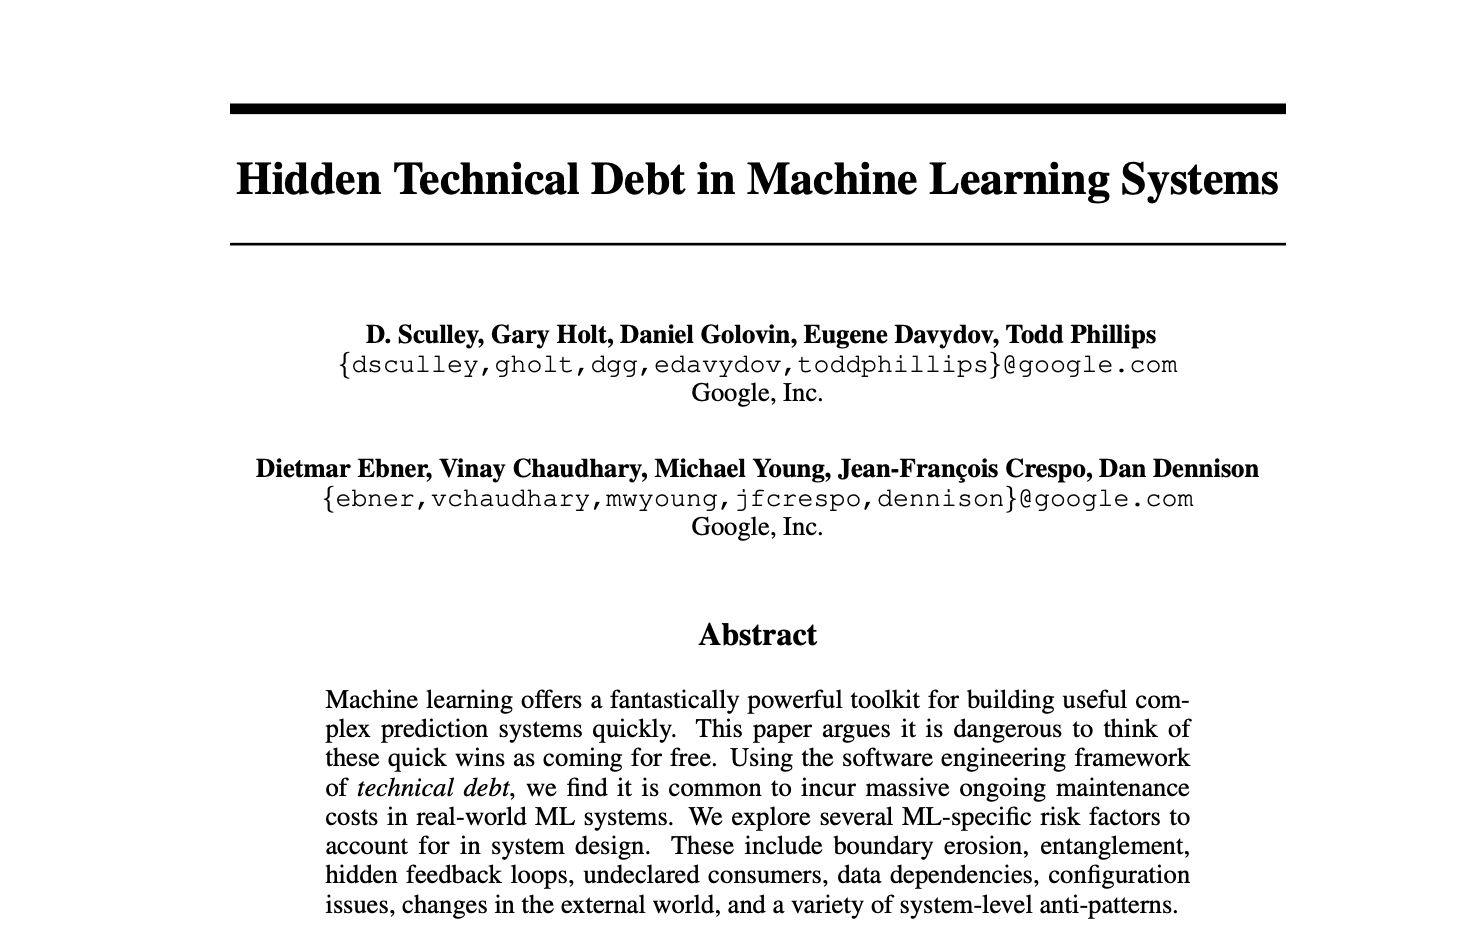 Hidden Technical Debt in Machine Learning Systems
D. Sculley, Gary Holt, Daniel Golovin, Eugene Davydov, Todd Phillips
{dsculley,gholt,dgg,edavydov,toddphillips}@google.com
Google, Inc.
Dietmar Ebner, Vinay Chaudhary, Michael Young, Jean-François Crespo, Dan Dennison
{ebner,vchaudhary,mwyoung,jfcrespo,dennison}@google.com
Google, Inc.
Abstract
Machine learning offers a fantastically powerful toolkit for building useful com-
plex prediction systems quickly. This paper argues it is dangerous to think of
these quick wins as coming for free. Using the software engineering framework
of technical debt, we find it is common to incur massive ongoing maintenance
costs in real-world ML systems. We explore several ML-specific risk factors to
account for in system design. These include boundary erosion, entanglement,
hidden feedback loops, undeclared consumers, data dependencies, configuration
issues, changes in the external world, and a variety of system-level anti-patterns.